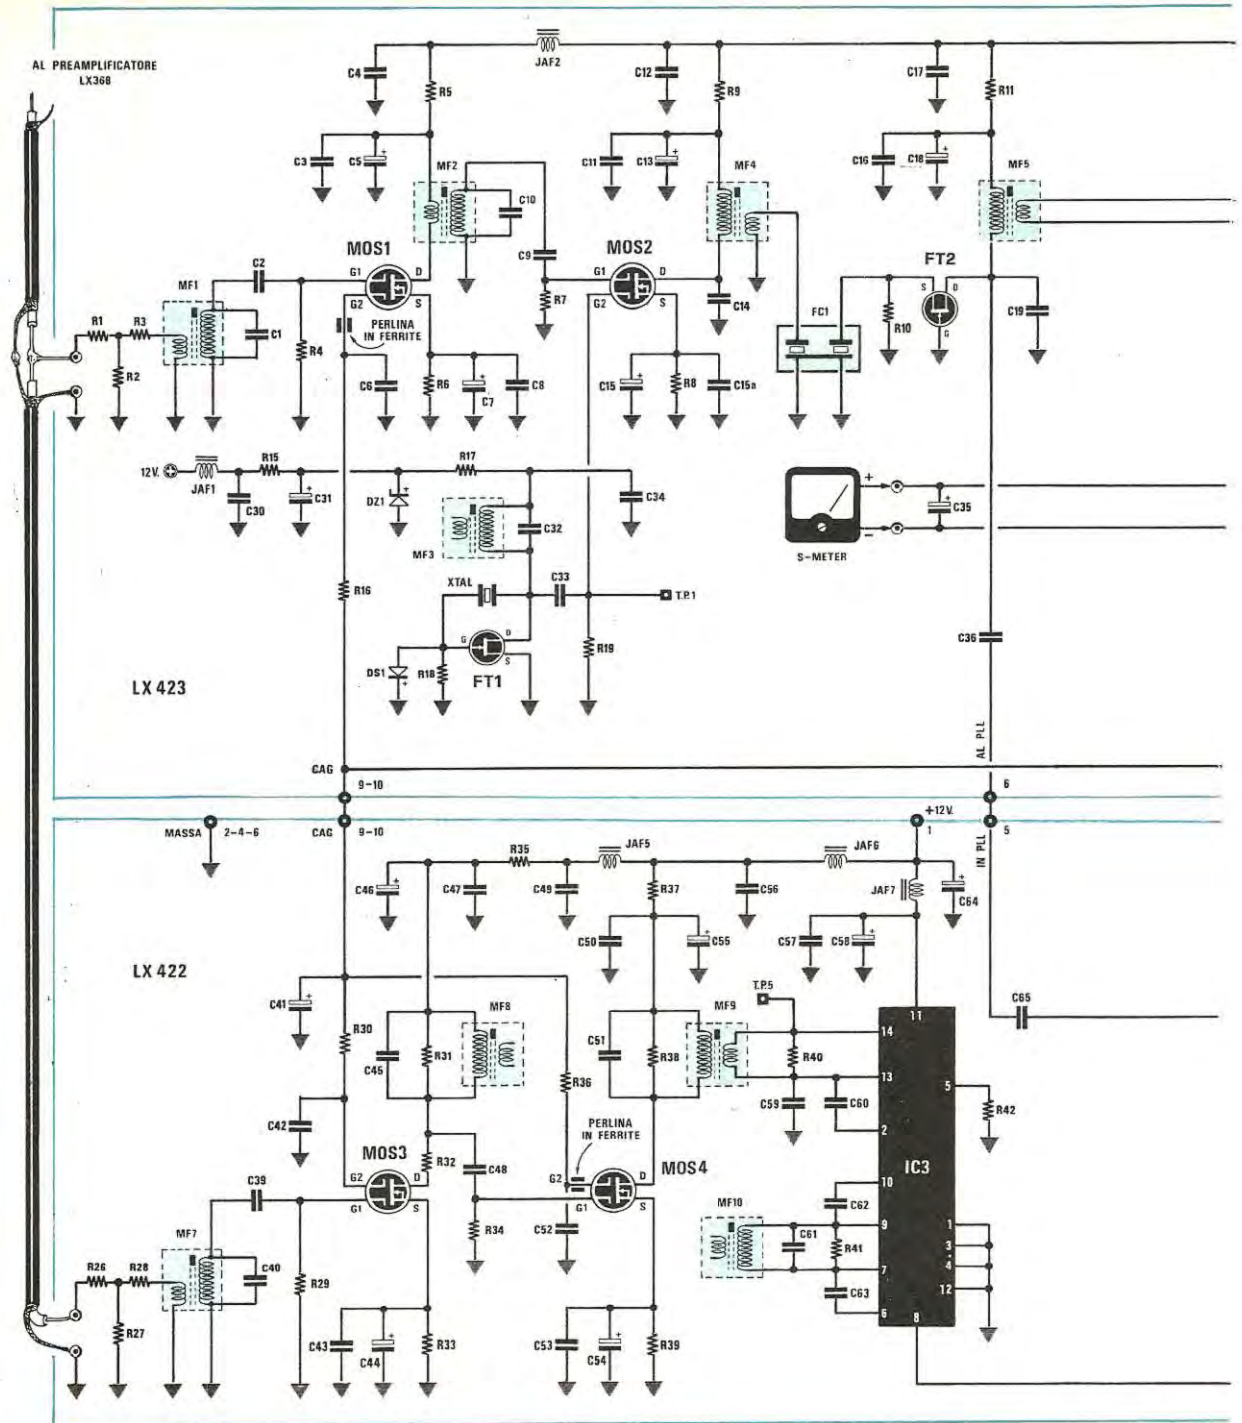 AL PREAMPLIFICATORE
LX368
C4
R5
JAF2
C12
R9
C17
R11
C3
C5
+
MF2
C10
C11
C13
+
MF4
C16
C18
+
MF5
MOS1
MOS2
FT2
MF1
C2
G1
D
G2
S
C9
G1
D
G2
S
S
D
G
R1
R3
C1
R4
PERLINA
IN FERRITE
R7
C14
FC1
R10
C19
R2
C6
R6
+
C7
C8
C15
+
R8
C15a
12V.
JAF1
R15
C30
+
C31
DZ1
+
R17
C34
MF3
C32
+
-
S-METER
+
C35
R16
XTAL
C33
T.P.1
C36
G
D
S
DS1
+
R18
FT1
R19
LX 423
AL PLL
CAG
9-10
6
MASSA
2-4-6
CAG
9-10
+12V.
1
5
IN PLL
R35
JAF5
JAF6
C46
+
C47
C49
R37
C56
JAF7
+
C64
C50
+
C55
C57
C58
+
LX 422
C41
+
R30
MF8
T.P.5
MF9
11
C65
C45
R31
C51
R38
R40
14
R36
C59
C60
13
5
R42
C42
PERLINA
IN FERRITE
2
MOS3
R32
C48
MOS4
IC3
C39
G2
D
G1
S
G2
D
G1
S
10
MF10
C62
MF7
R34
C52
C61
R41
9
1
3
R26
R28
C40
R29
7
4
C63
12
6
8
R27
C43
+
C44
R33
C53
+
C54
R39